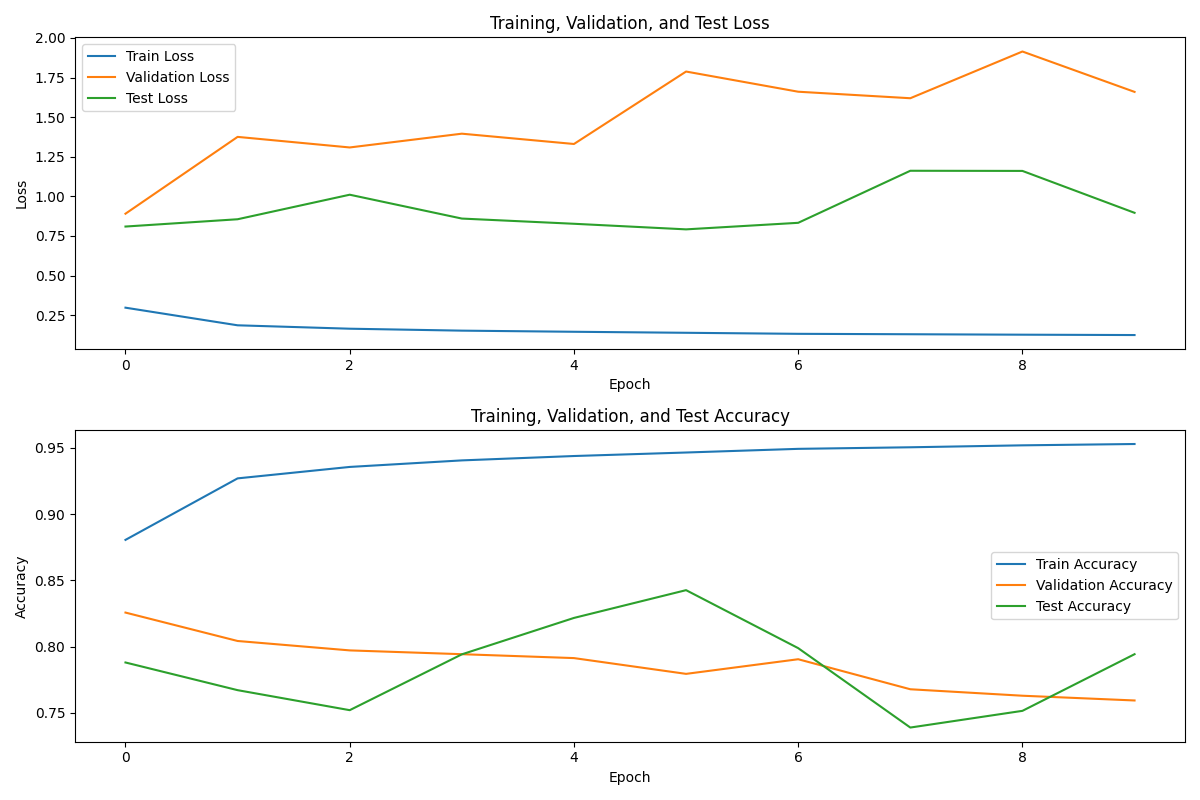 Training, Validation, and Test Loss
2.00
1.75
1.50
1.25
1.00
0.75
0.50
0.25
Loss
Train Loss
Validation Loss
Test Loss
0 2 4 6 8
Epoch
Training, Validation, and Test Accuracy
0.95
0.90
0.85
0.80
0.75
Accuracy
Train Accuracy
Validation Accuracy
Test Accuracy
0 2 4 6 8
Epoch